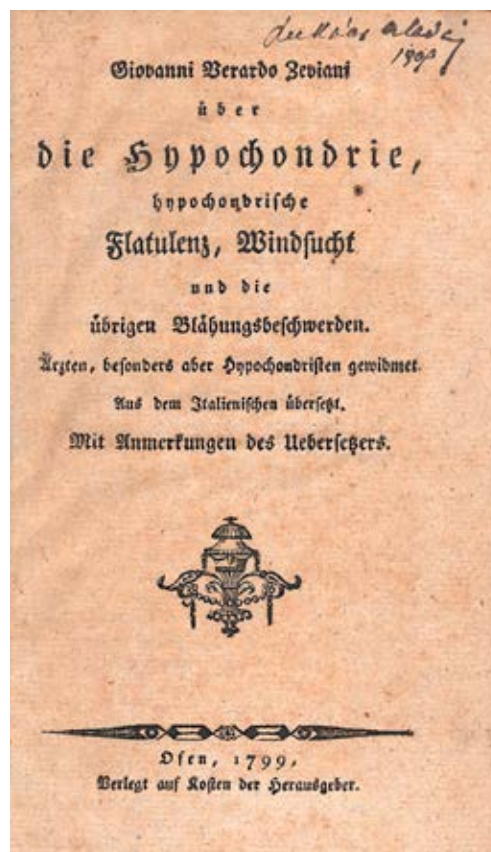 Giovanni Verardo Zeviani
über
die Hypochondrie,
hypochondrische
Flatulenz, Windsucht
und die
übrigen Blähungsbeschwerden.
Ärzten, besonders aber Hypochondristen gewidmet.
Aus dem Italienischen übersetzt.
Mit Anmerkungen des Uebersetzers.
Ofen, 1799,
Verlegt auf Kosten der Herausgeber.